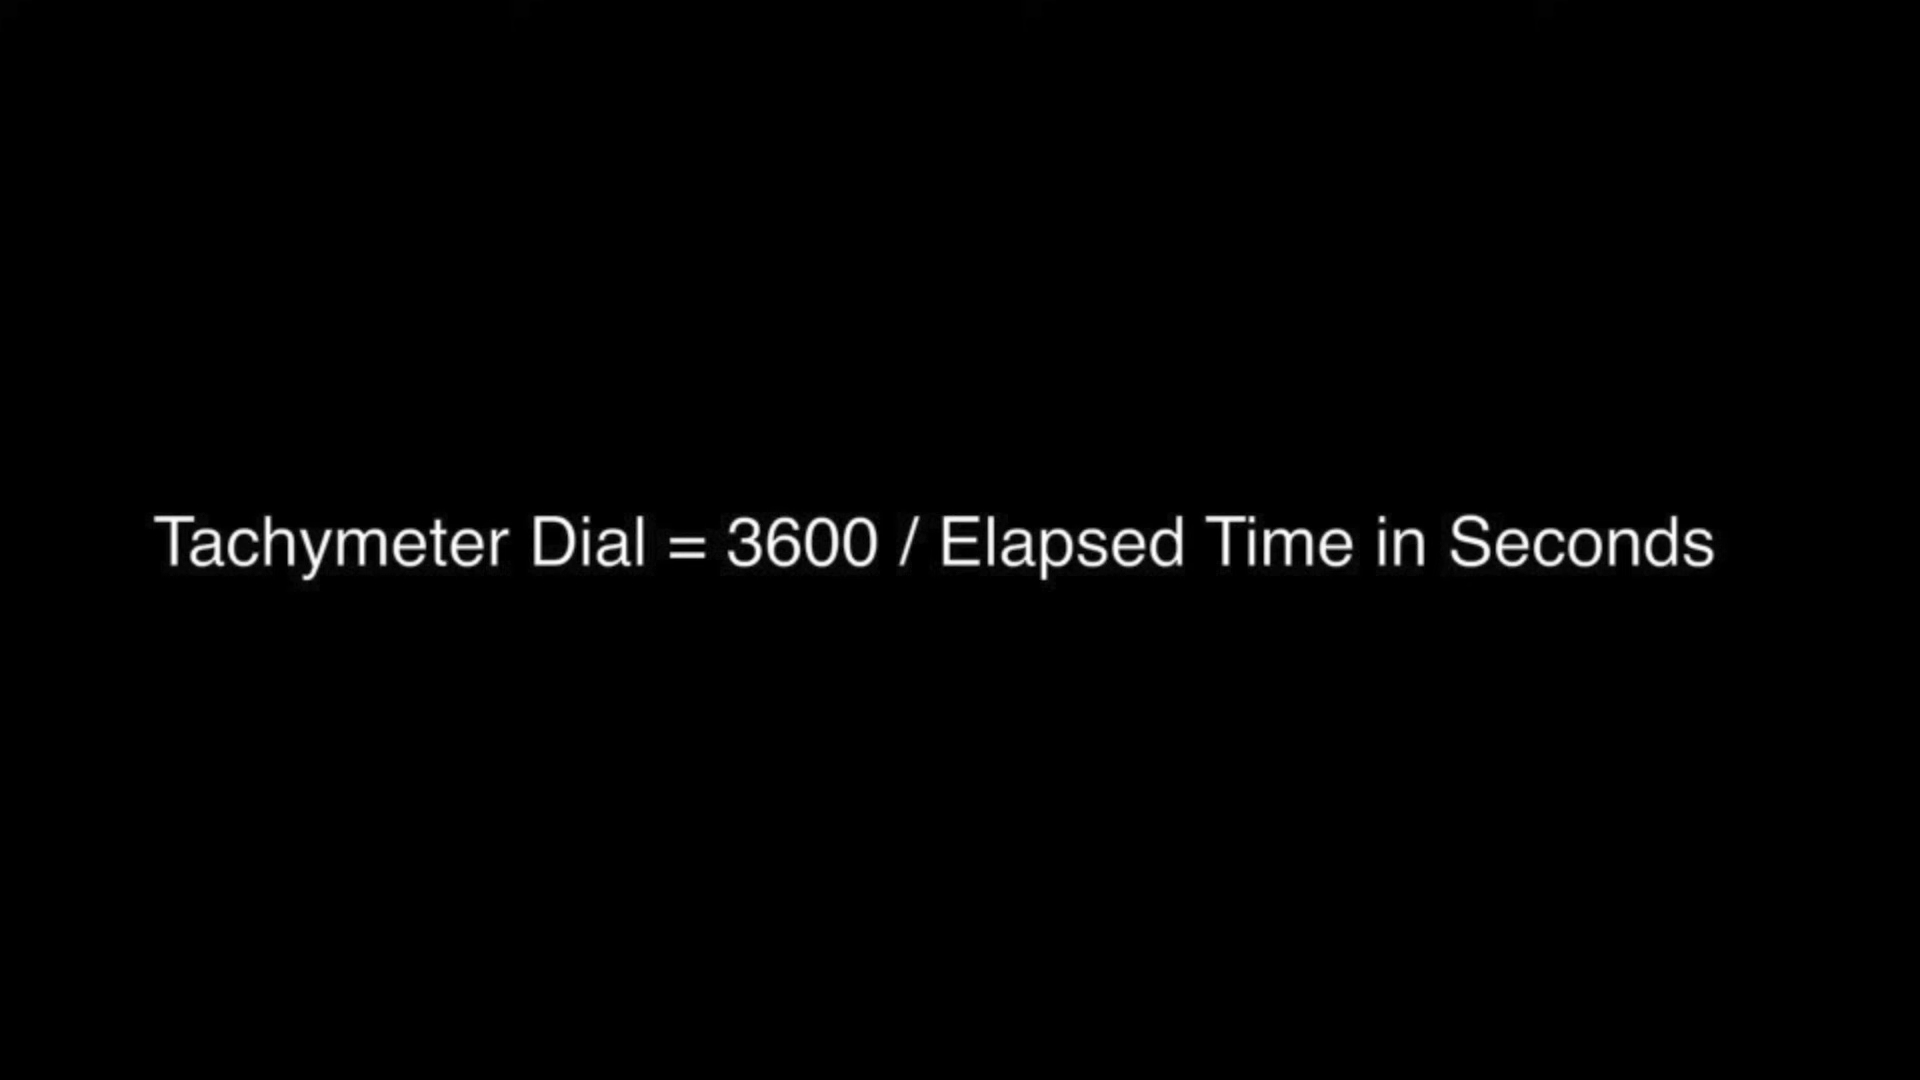 Tachymeter Dial = 3600 / Elapsed Time in Seconds